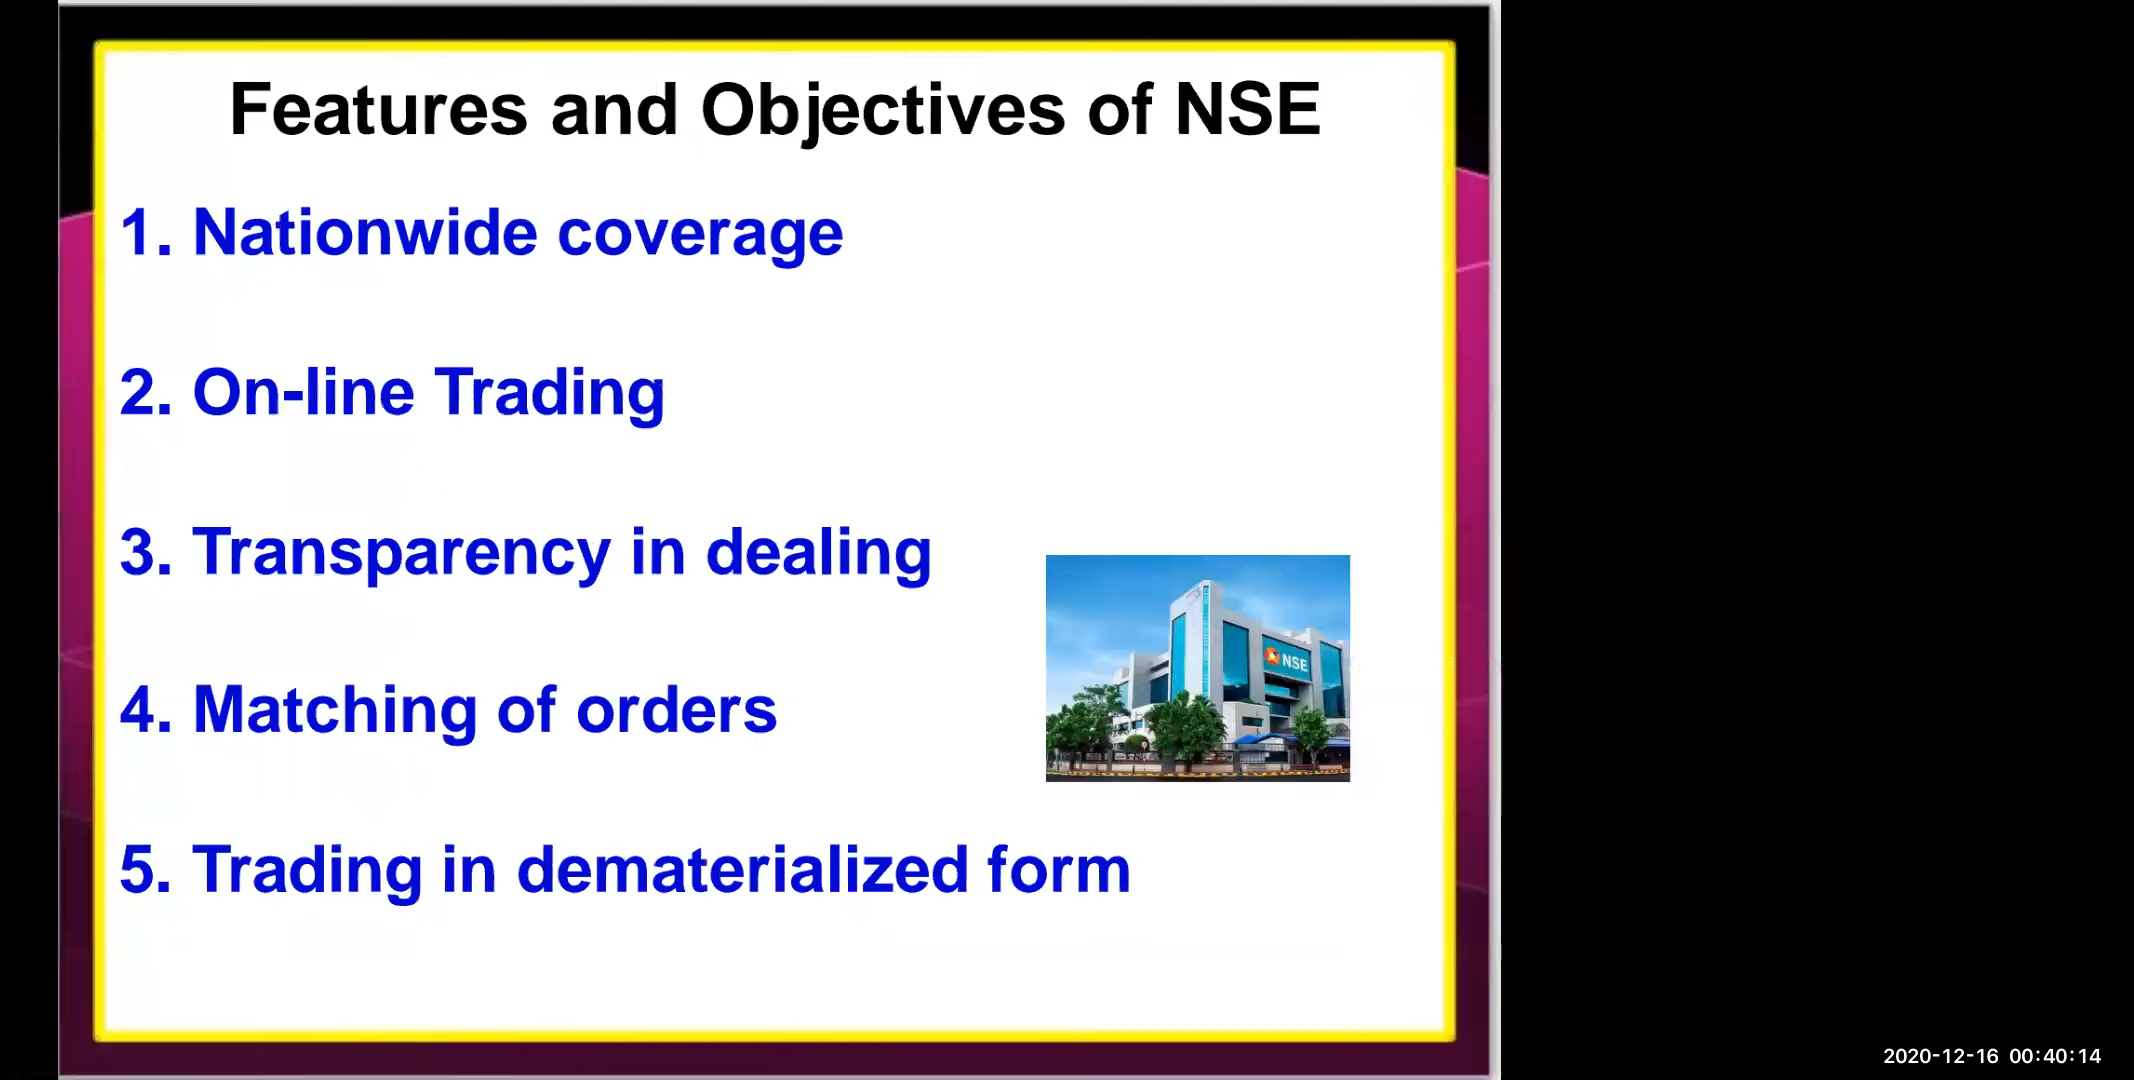 Features and Objectives of NSE
1. Nationwide coverage
2. On-line Trading
3. Transparency in dealing
NSE
4. Matching of orders
5. Trading in dematerialized form
2020-12-16 00:40:14